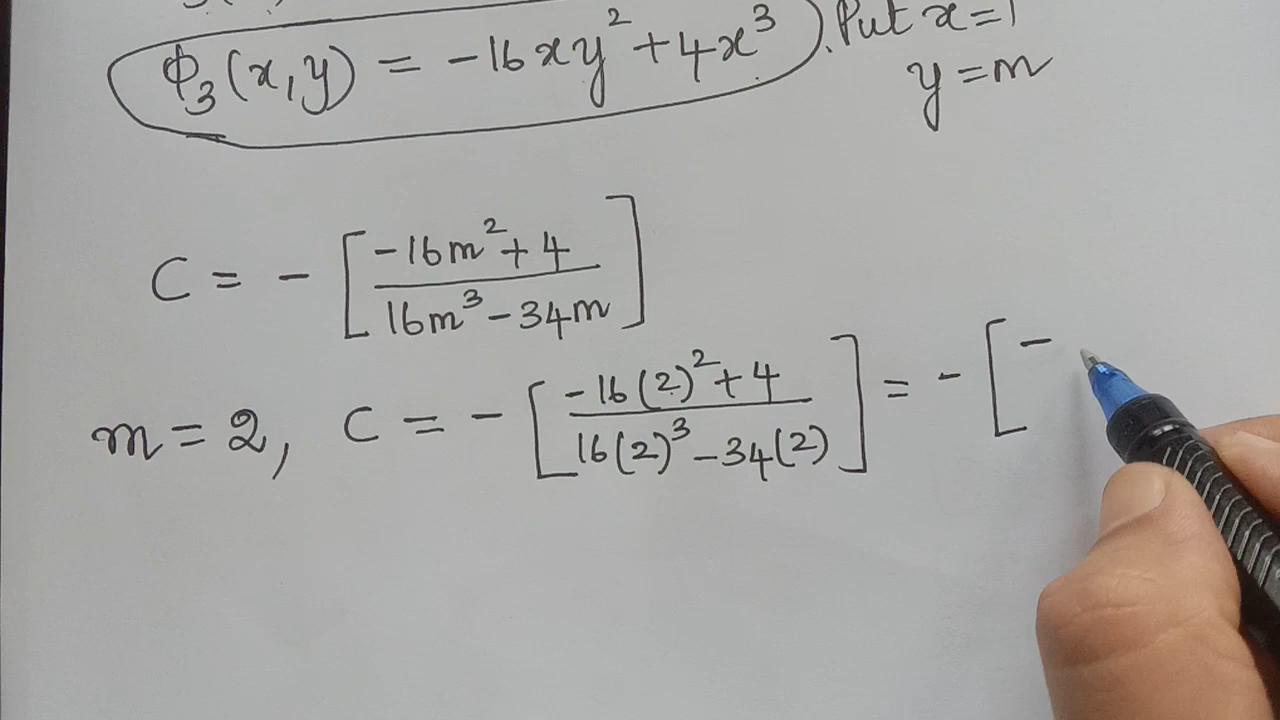 ϕ₃(x,y) = -16xy² + 4x³). Put x=1
y = m
C = - [ (-16m² + 4) / (16m³ - 34m) ]
m = 2, C = - [ (-16(2)² + 4) / (16(2)³ - 34(2)) ] = - [ -